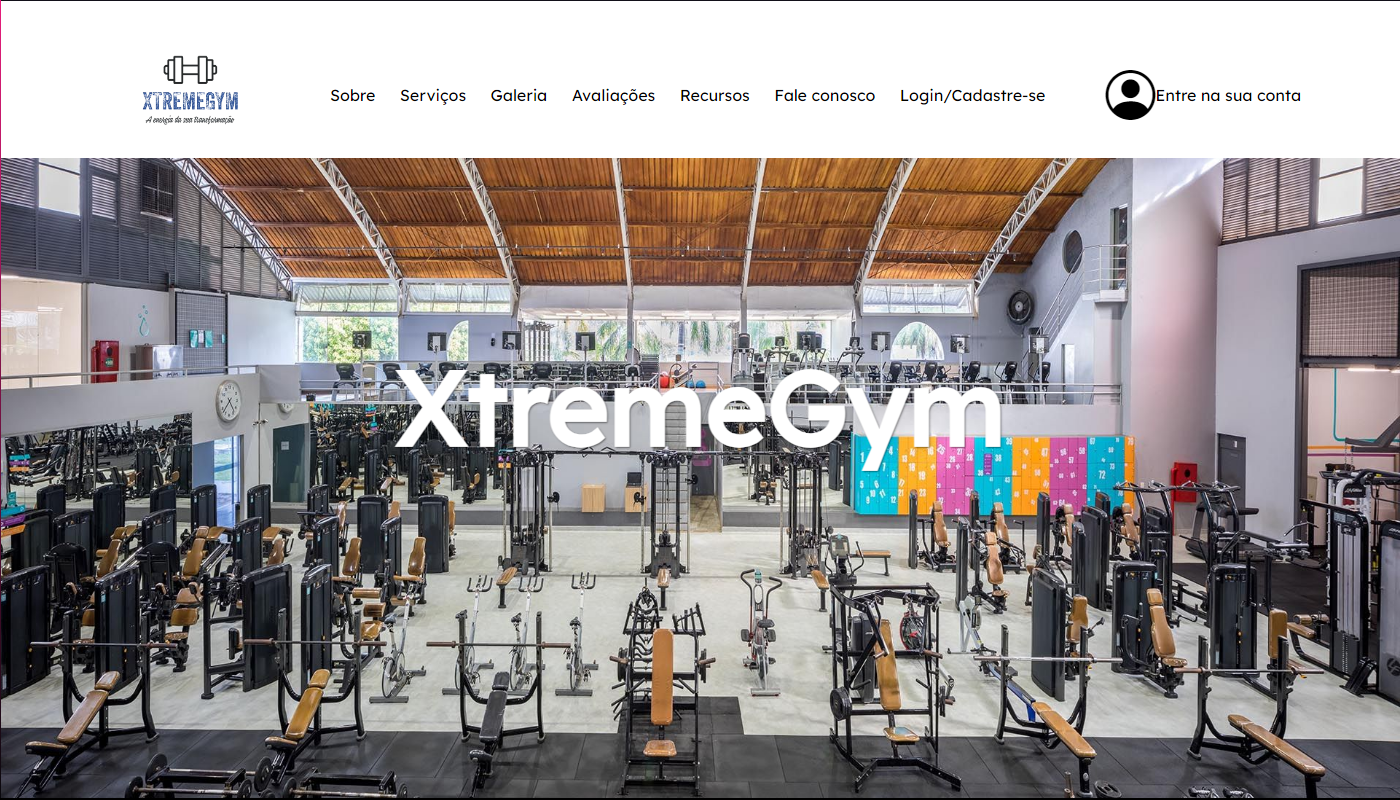 XTREMEGYM
A energia da sua transformação
Sobre Serviços Galeria Avaliações Recursos Fale conosco Login/Cadastre-se Entre na sua conta
XtremeGym